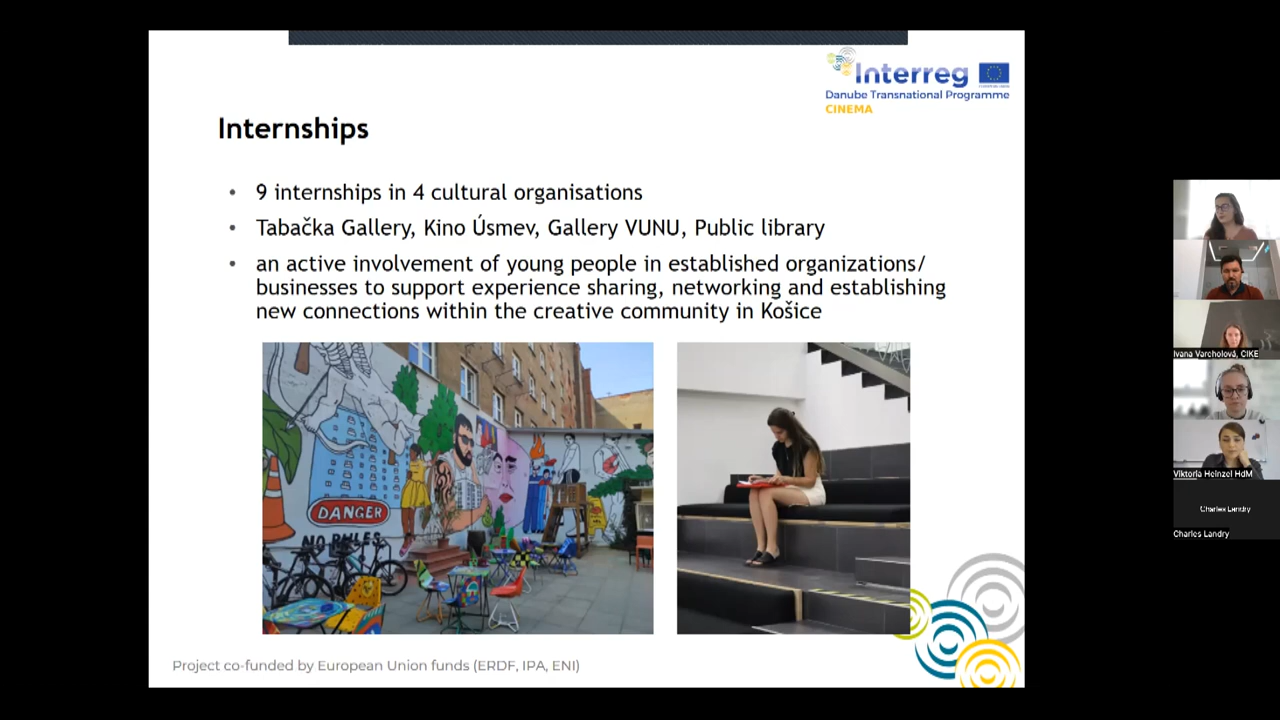 Interreg
Danube Transnational Programme
CINEMA
Internships
• 9 internships in 4 cultural organisations
• Tabačka Gallery, Kino Úsmev, Gallery VUNU, Public library
• an active involvement of young people in established organizations/
businesses to support experience sharing, networking and establishing
new connections within the creative community in Košice
DANGER
NO RULES
Project co-funded by European Union funds (ERDF, IPA, ENI)
Ivana Varcholová, CIKE
Viktoria Heinzel HdM
Charles Landry
Charles Landry